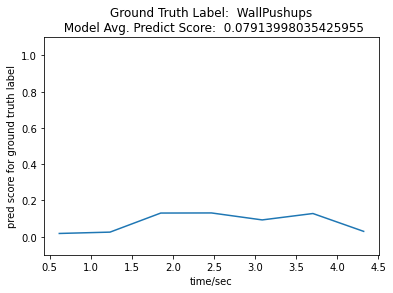 Ground Truth Label:  WallPushups
Model Avg. Predict Score:  0.07913998035425955
1.0
0.8
0.6
0.4
0.2
0.0
pred score for ground truth label
0.5 1.0 1.5 2.0 2.5 3.0 3.5 4.0 4.5
time/sec